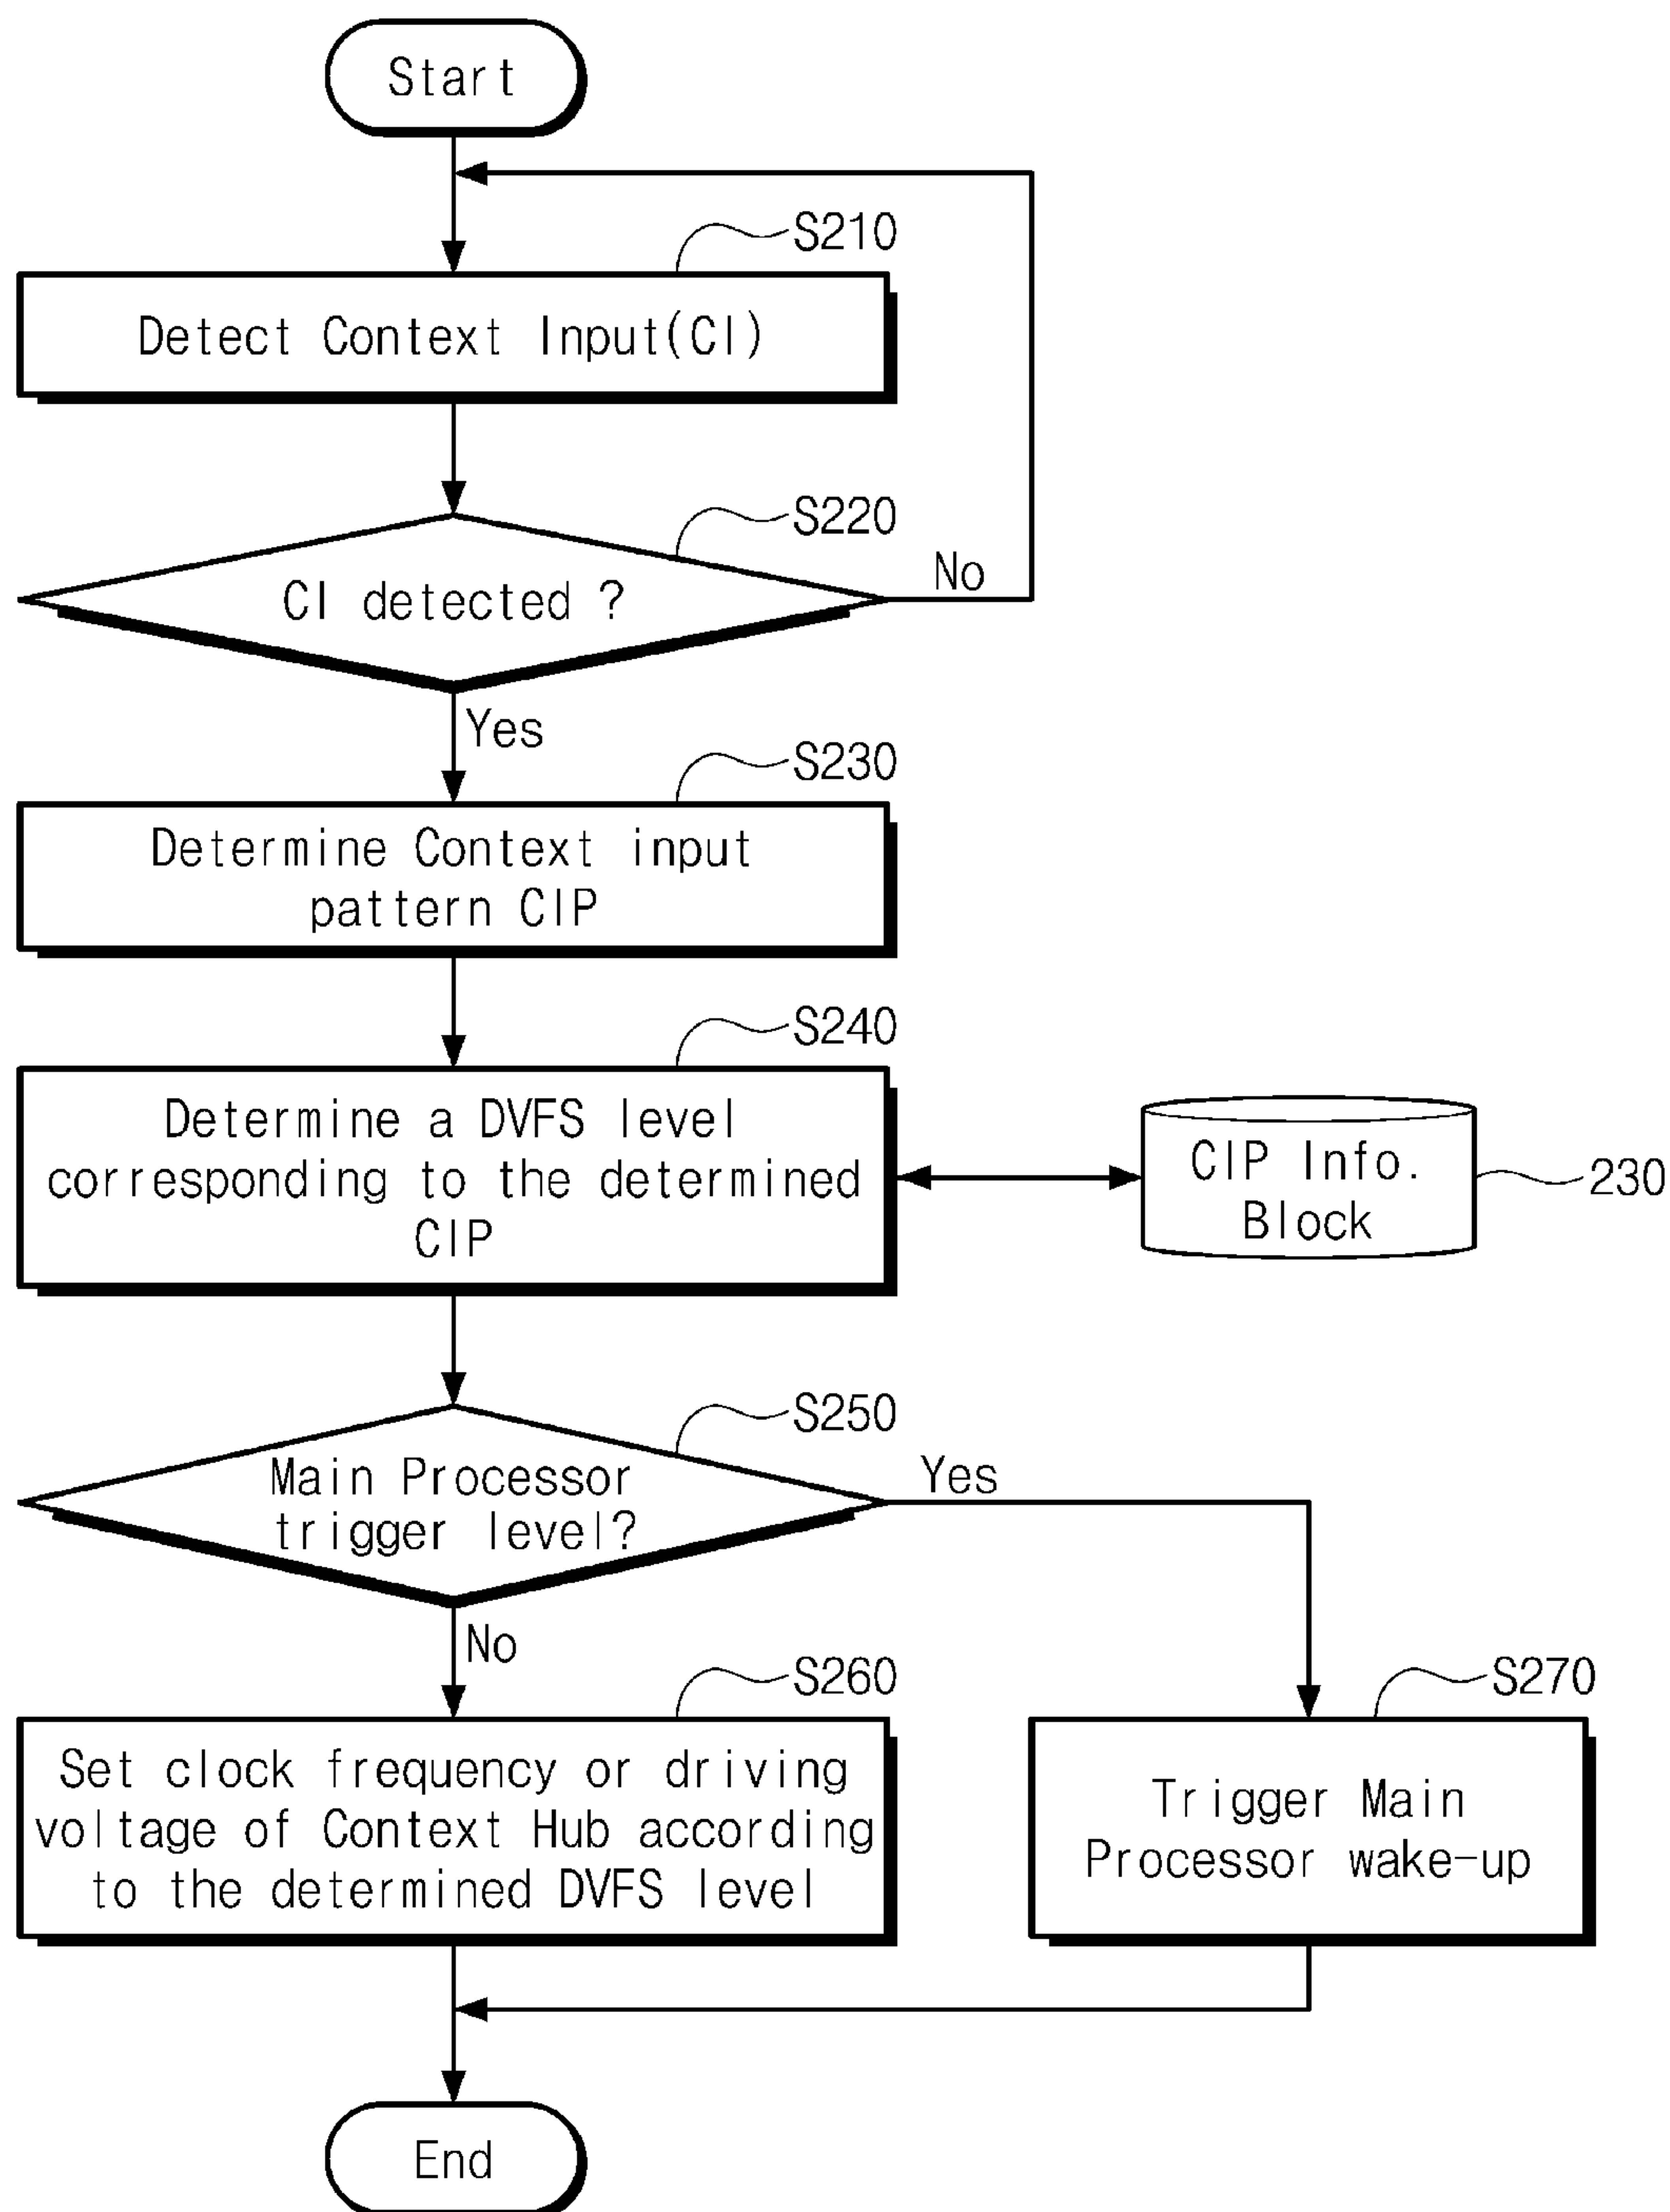 Start
S210
Detect Context Input(CI)
S220
CI detected ?
No
Yes
S230
Determine Context input
pattern CIP
S240
Determine a DVFS level
corresponding to the determined
CIP
CIP Info.
Block
230
S250
Main Processor
trigger level?
Yes
No
S260
Set clock frequency or driving
voltage of Context Hub according
to the determined DVFS level
S270
Trigger Main
Processor wake-up
End